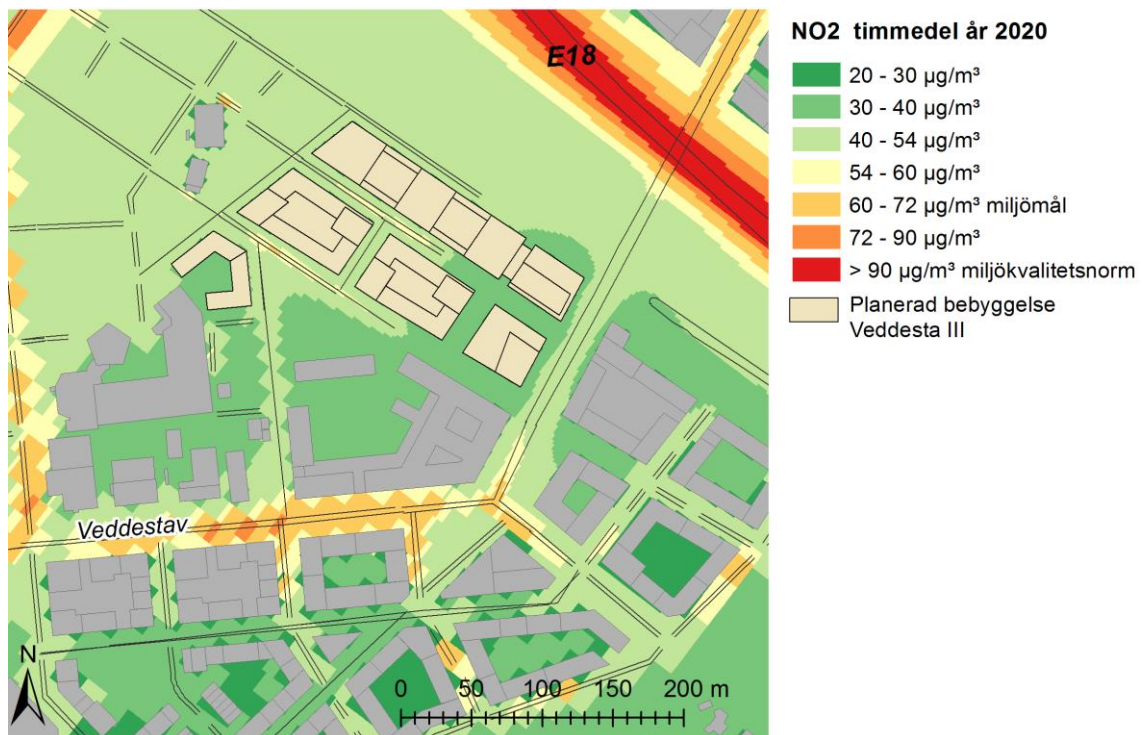 E18
Veddestav
N
0 50 100 150 200 m
NO2 timmedel år 2020
20 - 30 µg/m³
30 - 40 µg/m³
40 - 54 µg/m³
54 - 60 µg/m³
60 - 72 µg/m³ miljömål
72 - 90 µg/m³
> 90 µg/m³ miljökvalitetsnorm
Planerad bebyggelse
Veddesta III